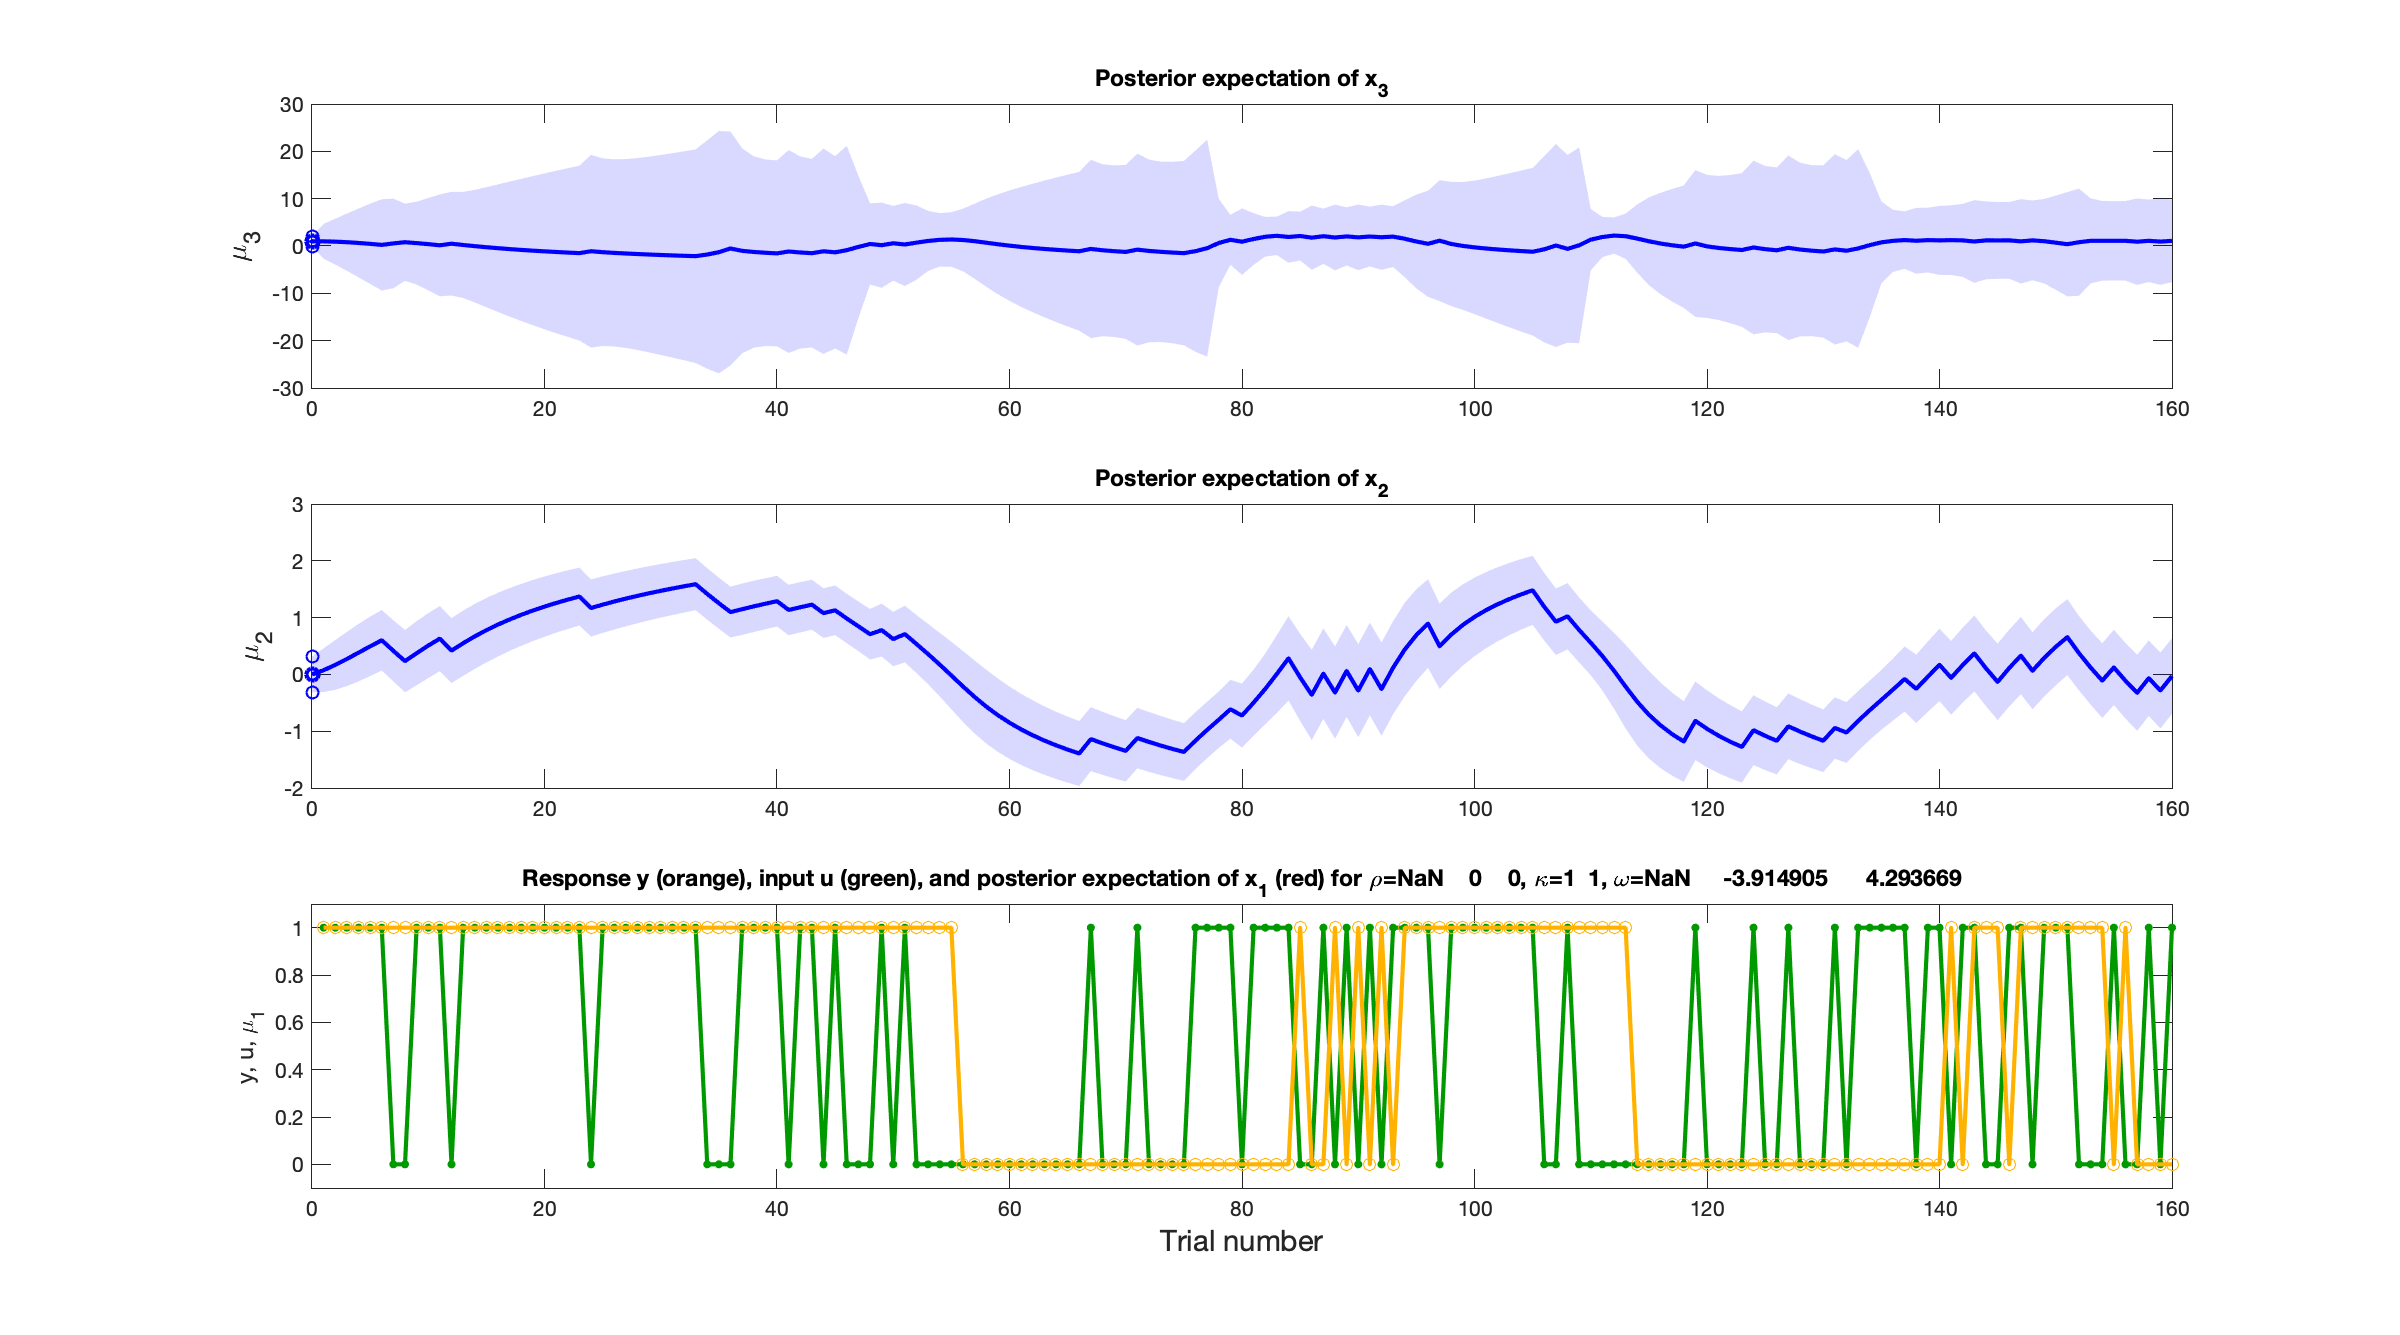 Posterior expectation of x3
30
20
10
0
-10
-20
-30
μ3
0 20 40 60 80 100 120 140 160
Posterior expectation of x2
3
2
1
0
-1
-2
μ2
0 20 40 60 80 100 120 140 160
Response y (orange), input u (green), and posterior expectation of x1 (red) for ρ=NaN 0 0, κ=1 1, ω=NaN -3.914905 4.293669
1
0.8
0.6
0.4
0.2
0
y, u, μ1
0 20 40 60 80 100 120 140 160
Trial number